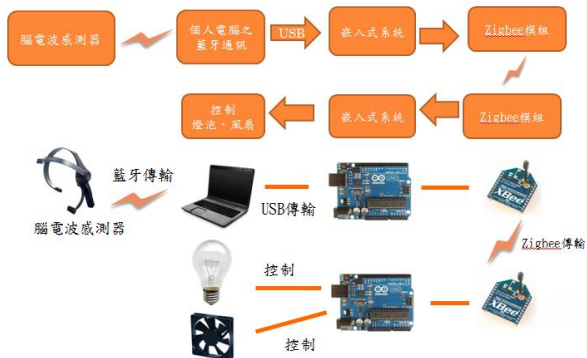 腦電波感測器
個人電腦之
藍牙通訊
USB
嵌入式系統
Zigbee模組
控制
燈泡、風扇
嵌入式系統
Zigbee模組
藍牙傳輸
腦電波感測器
USB傳輸
XBee
Zigbee傳輸
控制
控制
XBee